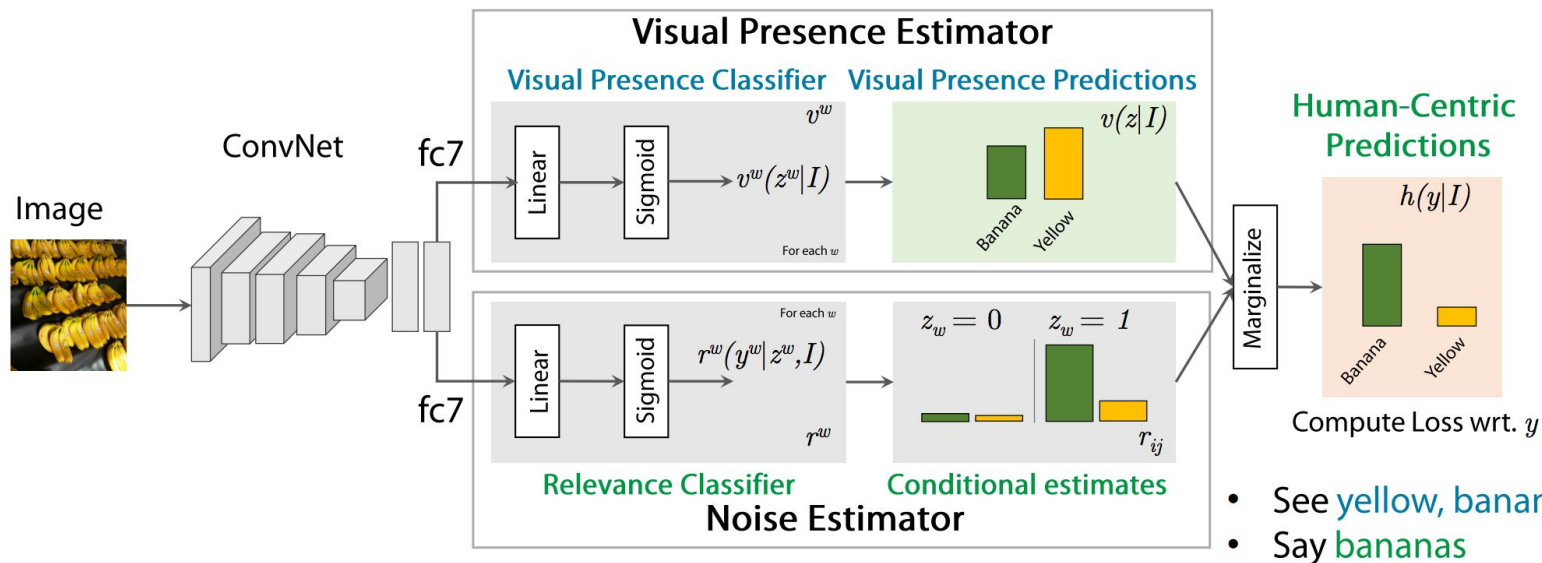 Visual Presence Estimator
Visual Presence Classifier
Visual Presence Predictions
Image
ConvNet
fc7
Linear
Sigmoid
v^w
v^w(z^w|I)
For each w
v(z|I)
Banana
Yellow
fc7
Linear
Sigmoid
For each w
r^w(y^w|z^w,I)
r^w
z_w = 0
z_w = 1
r_ij
Relevance Classifier
Conditional estimates
Noise Estimator
Marginalize
Human-Centric
Predictions
h(y|I)
Banana
Yellow
Compute Loss wrt. y
• See yellow, banar
• Say bananas